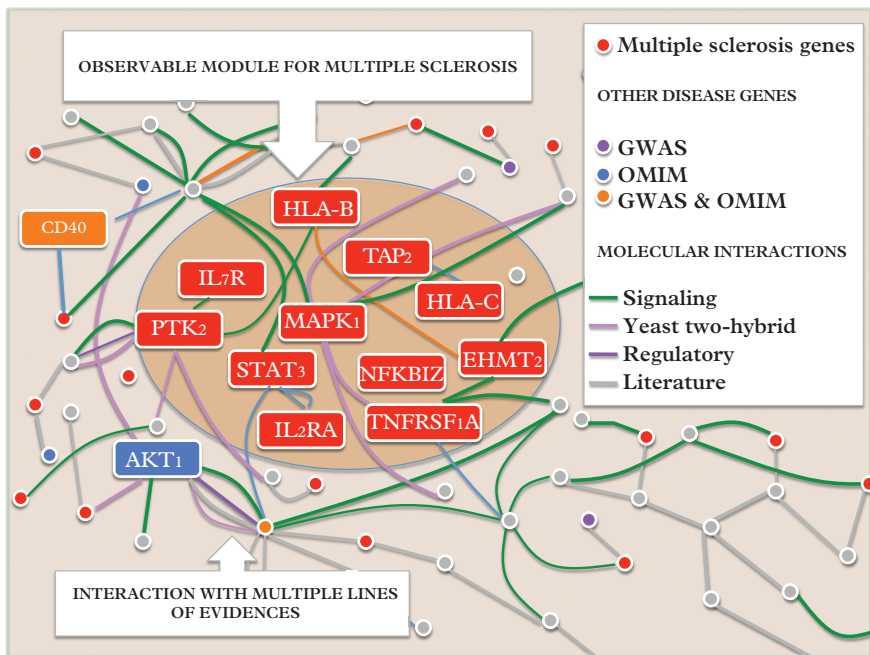 OBSERVABLE MODULE FOR MULTIPLE SCLEROSIS
Multiple sclerosis genes
OTHER DISEASE GENES
GWAS
OMIM
GWAS & OMIM
MOLECULAR INTERACTIONS
Signaling
Yeast two-hybrid
Regulatory
Literature
CD40
HLA-B
TAP2
IL7R
HLA-C
PTK2
MAPK1
EHMT2
STAT3
NFKBIZ
IL2RA
TNFRSF1A
AKT1
INTERACTION WITH MULTIPLE LINES
OF EVIDENCES